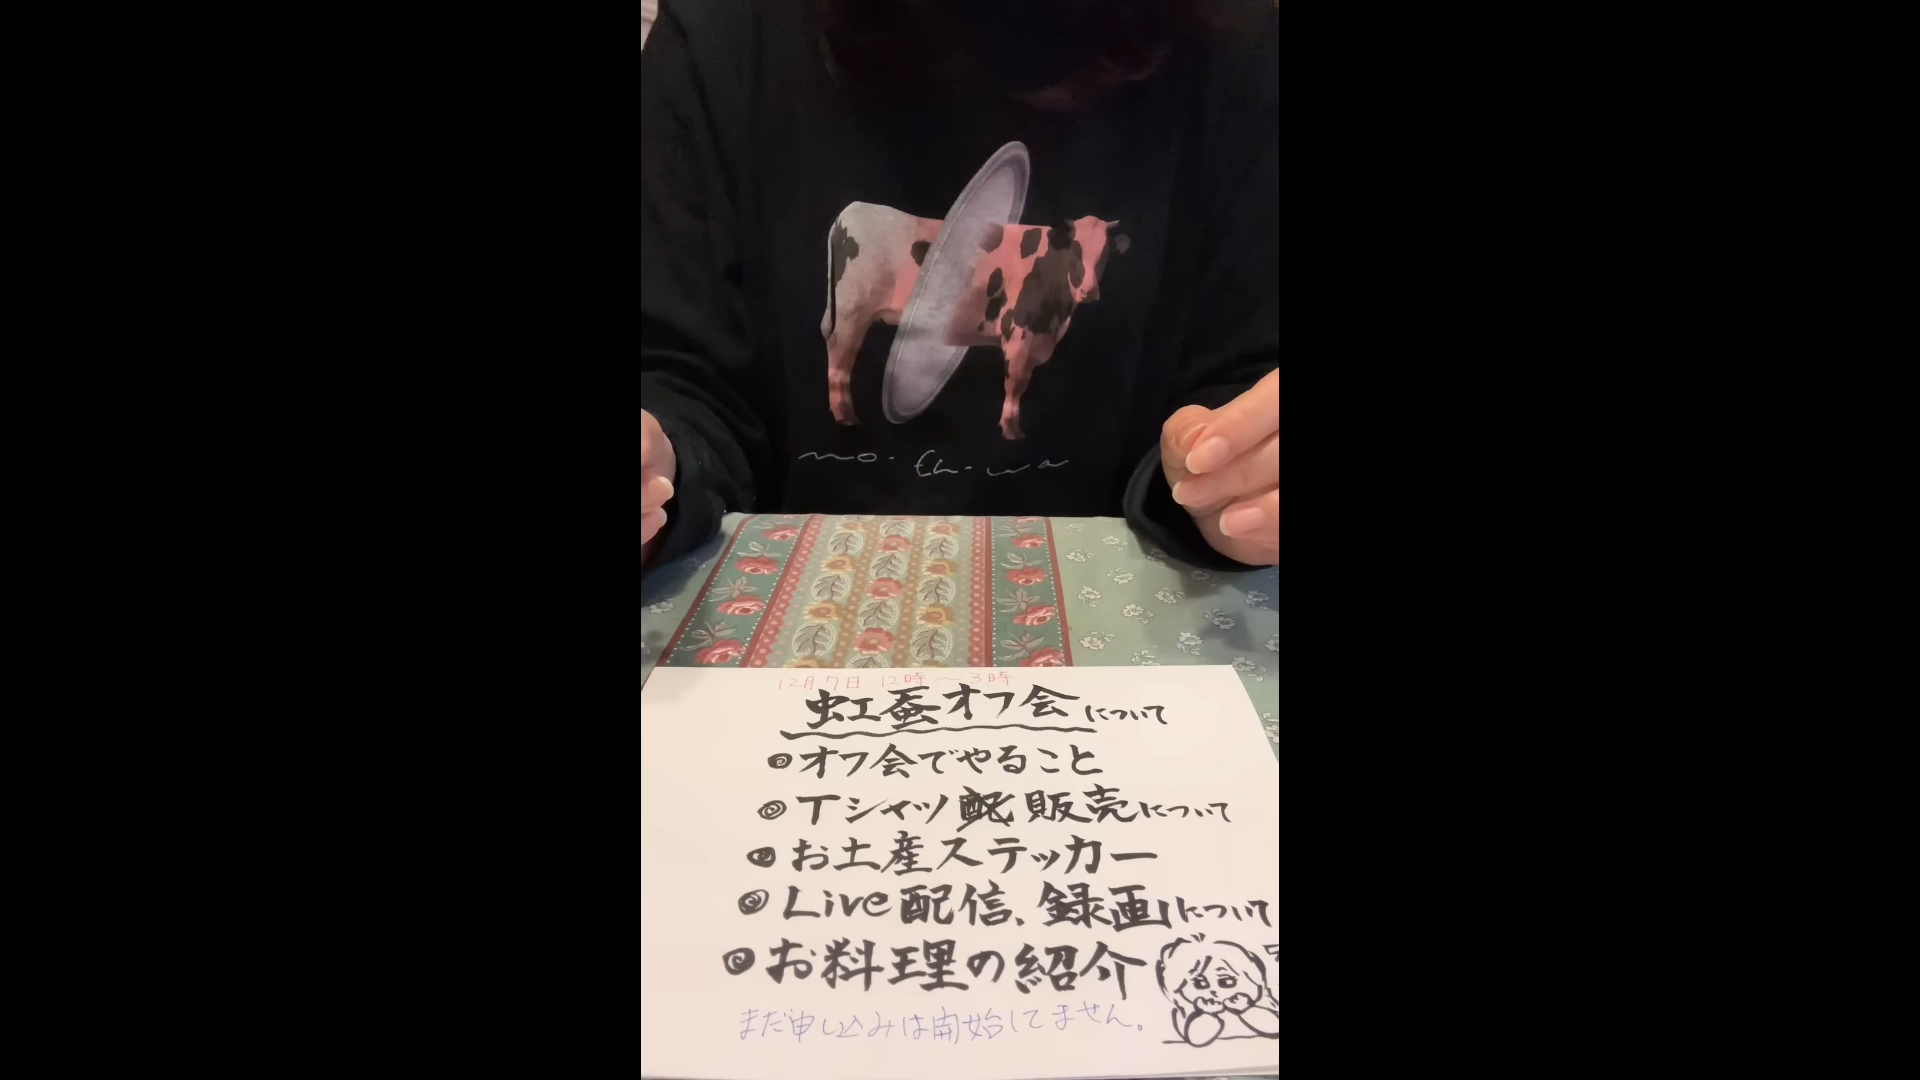 mo-
12月7日 12時～3時
虹蚕オフ会について
オフ会でやること
Tシャツ販売について
お土産ステッカー
Live配信、録画について
お料理の紹介
まだ申し込みは開始してません。